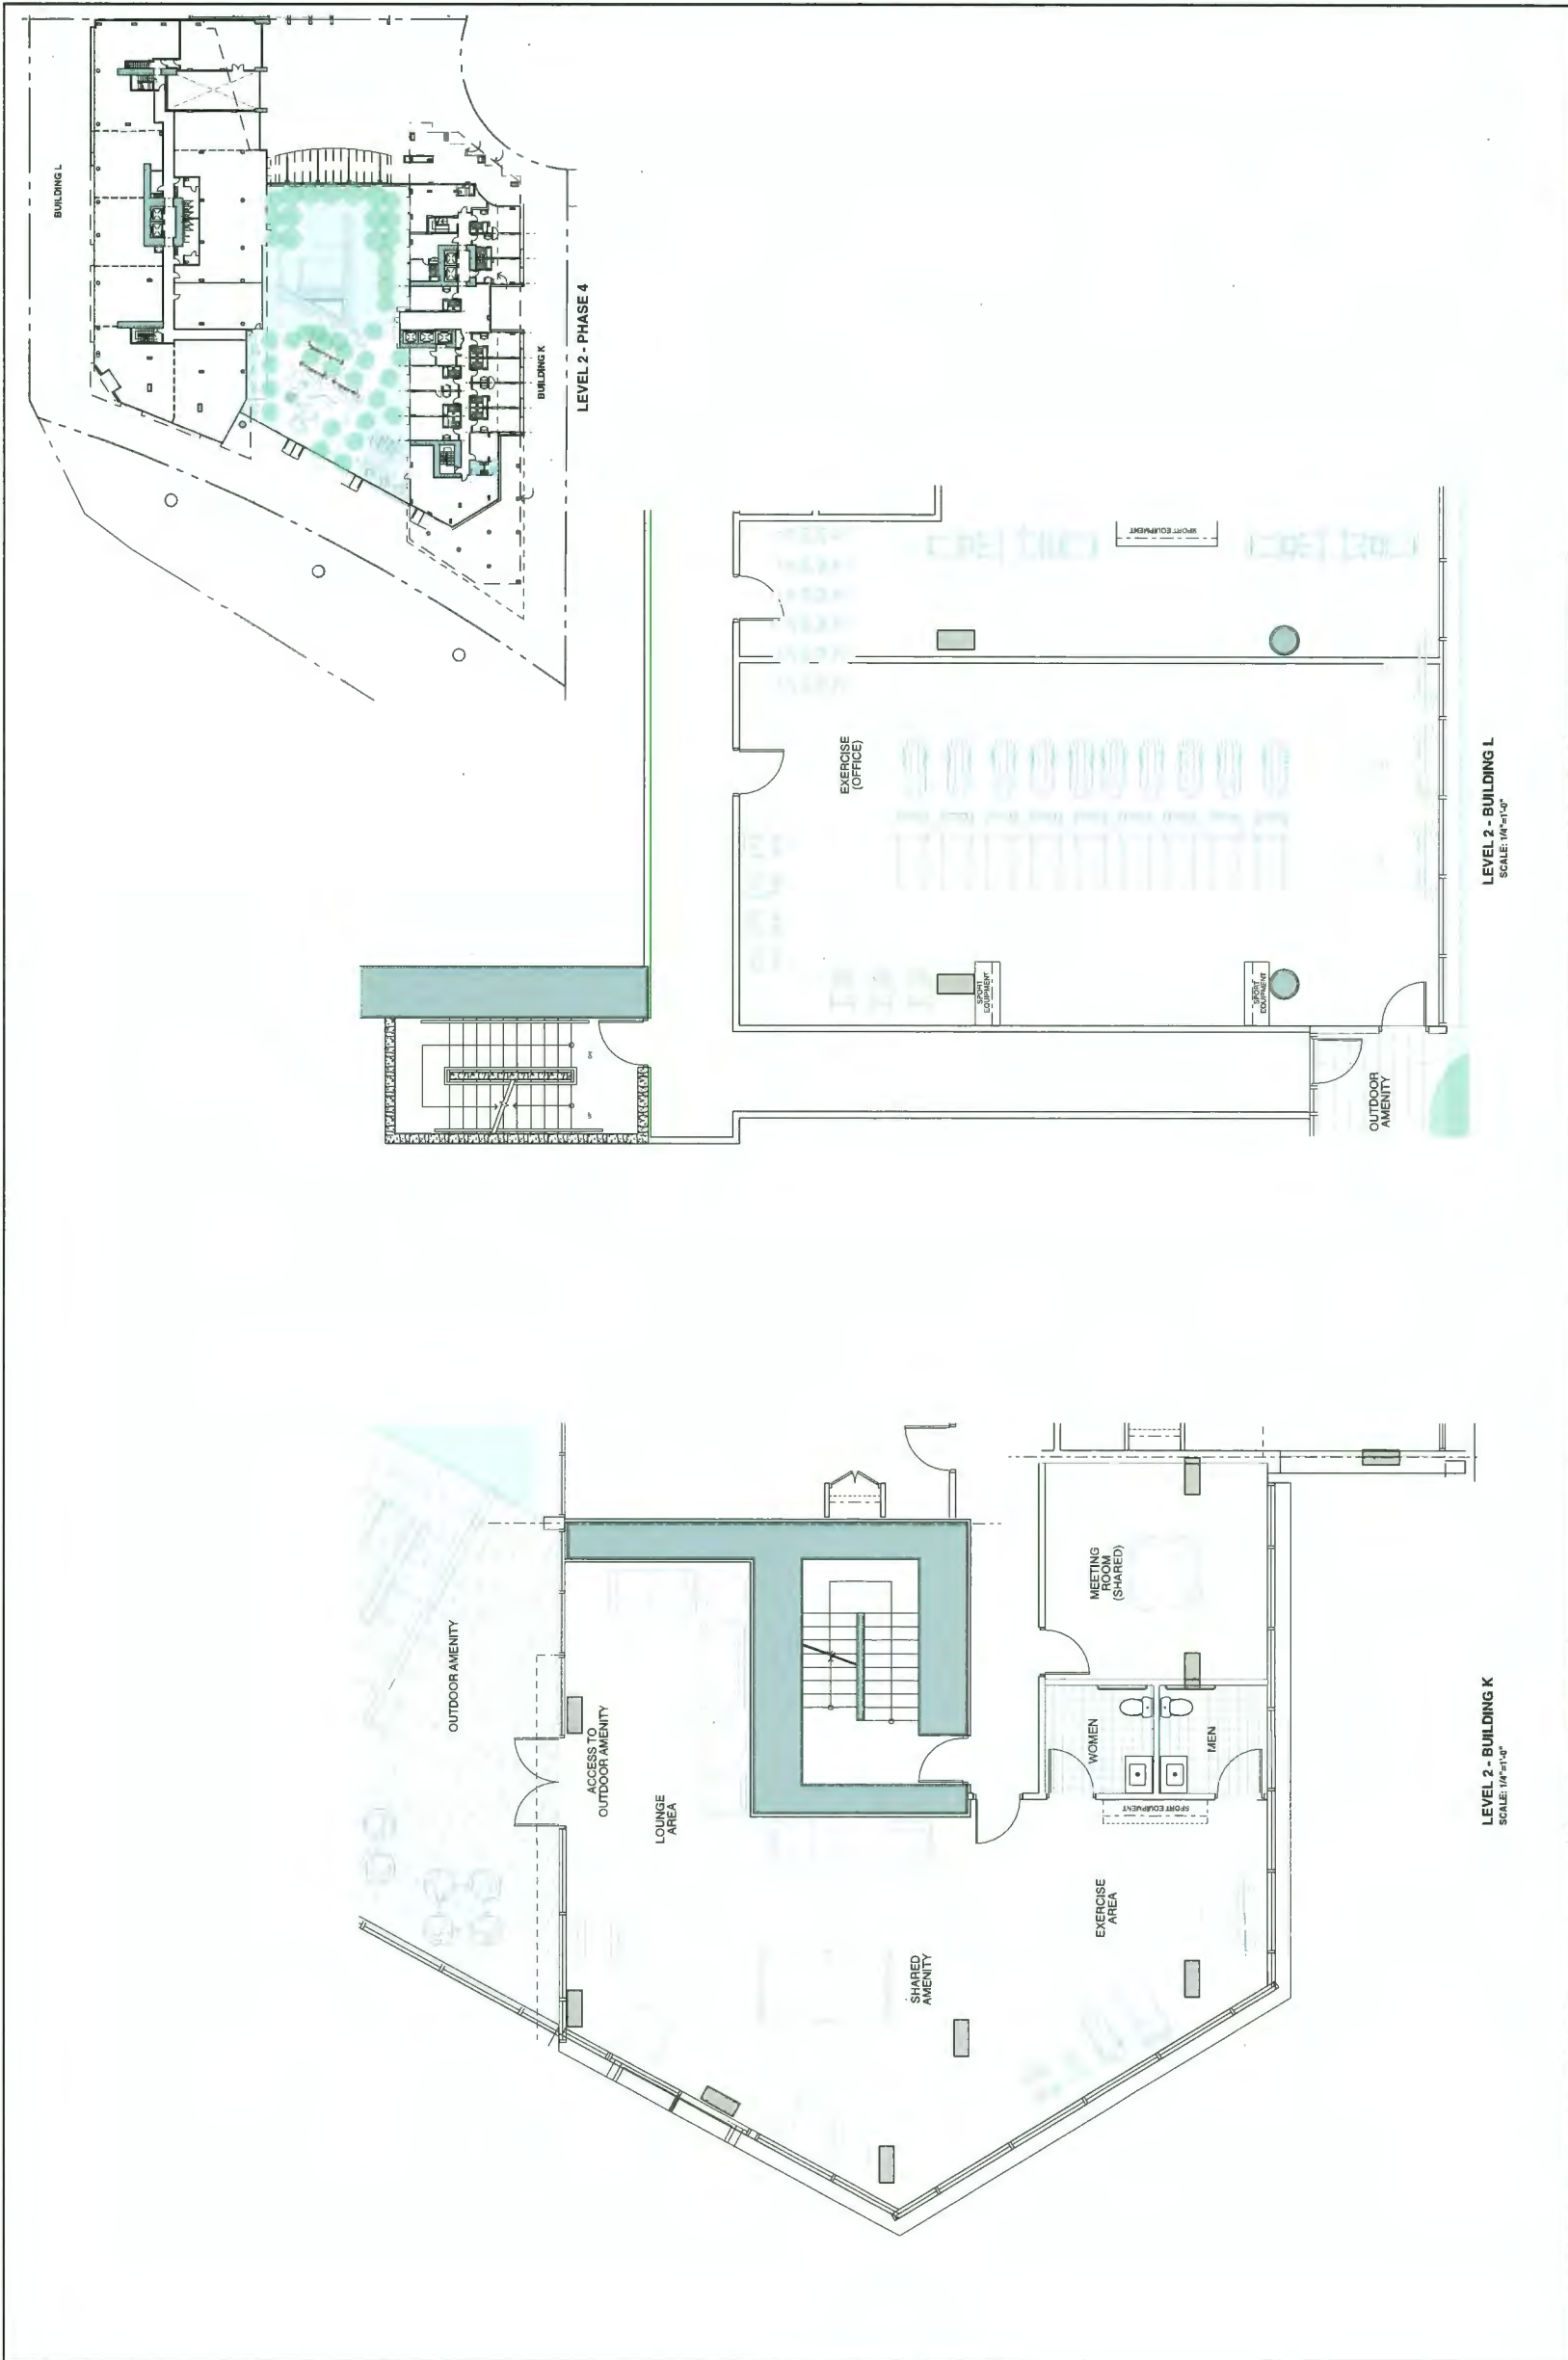 OUTDOOR AMENITY
ACCESS TO
OUTDOOR AMENITY
LOUNGE
AREA
SHARED
AMENITY
EXERCISE
AREA
SPORT EQUIPMENT
WOMEN
MEN
MEETING
ROOM
(SHARED)
LEVEL 2 - BUILDING K
SCALE: 1/4"=1'-0"
EXERCISE
(OFFICE)
SPORT
EQUIPMENT
SPORT
EQUIPMENT
SPORT EQUIPMENT
OUTDOOR
AMENITY
LEVEL 2 - BUILDING L
SCALE: 1/4"=1'-0"
BUILDING L
BUILDING K
LEVEL 2 - PHASE 4